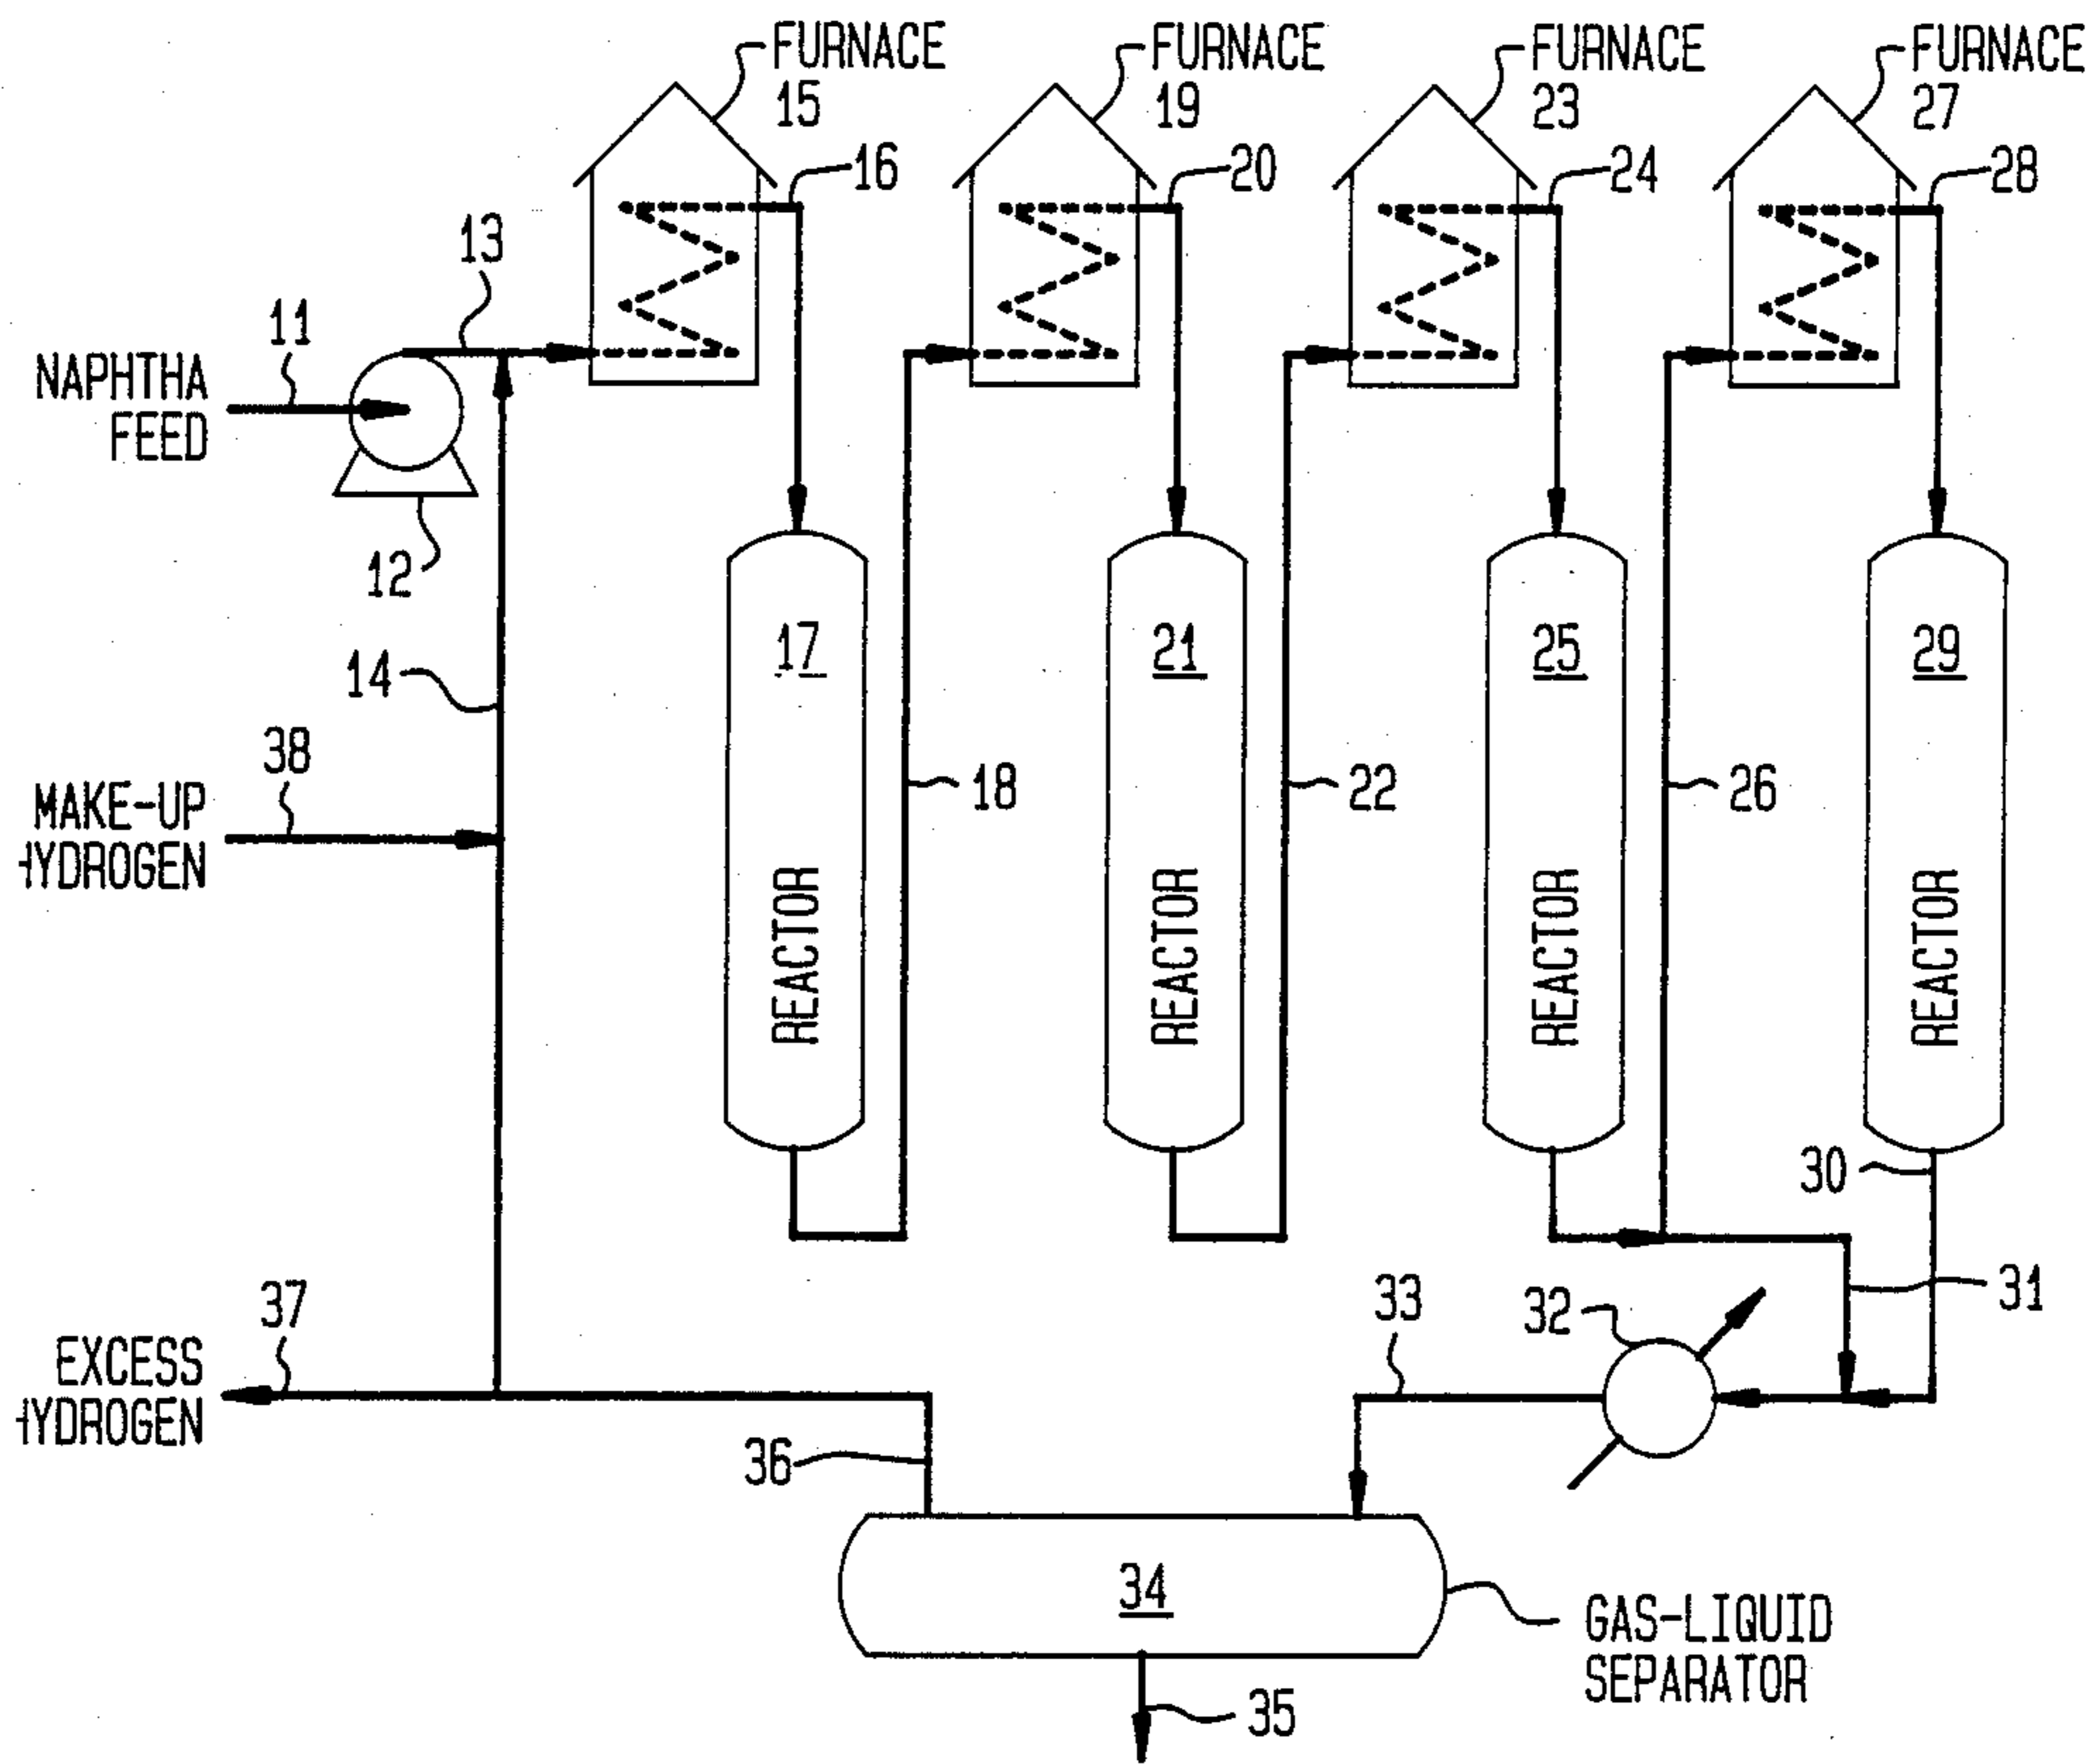 FURNACE
15
FURNACE
19
FURNACE
23
FURNACE
27
16
20
24
28
13
11
NAPHTHA
FEED
12
17
21
25
29
14
38
MAKE-UP
HYDROGEN
18
22
26
REACTOR
REACTOR
REACTOR
REACTOR
30
37
EXCESS
HYDROGEN
33
32
31
36
34
GAS-LIQUID
SEPARATOR
35